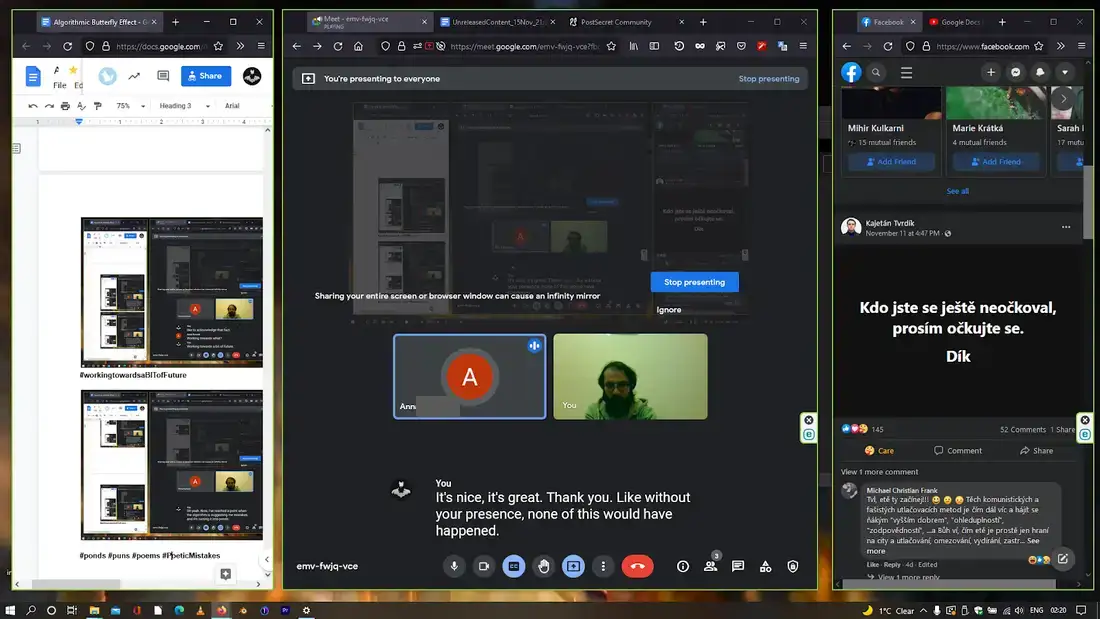 Algorithmic Butterfly Effect - G
https://docs.google.com
File
Share
75%
Heading 3
Arial
#workingtowardsaBITofFuture
#ponds #puns #poems #PpeticMistakes
Meet - emv-fwjq-vce
PLAYING
UnreleasedContent_15Nov_2
PostSecret Community
https://meet.google.com/emv-fwjq-vce?
You're presenting to everyone
Stop presenting
Sharing your entire screen or browser window can cause an infinity mirror
Stop presenting
Ignore
A
Ann
You
You
It's nice, it's great. Thank you. Like without
your presence, none of this would have
happened.
emv-fwjq-vce
3
Facebook
Google Docs
https://www.facebook.com
Mihir Kulkarni
15 mutual friends
Add Friend
Marie Krátká
4 mutual friends
Add Friend
Sarah
17 mutu
See all
Kajetán Tvrdík
November 11 at 4:47 PM
Kdo jste se ještě neočkoval,
prosím očkujte se.
Dík
145
52 Comments
1 Share
Care
Comment
Share
View 1 more comment
Michael Christian Frank
Tvl, etě ty začínej!!! Těch komunistických a
fašistých utlačovacích metod je čím dál víc a hájit se
ňákým "vyšším dobrem", "ohleduplností",
"zodpovědností", ...a Bůh ví, čím etě je prostě jen hraní
na city a utlačování, omezování, vydírání, zastr... See
more
Like · Reply · 4d · Edited
View 1 more reply
1°C Clear
ENG
02:20